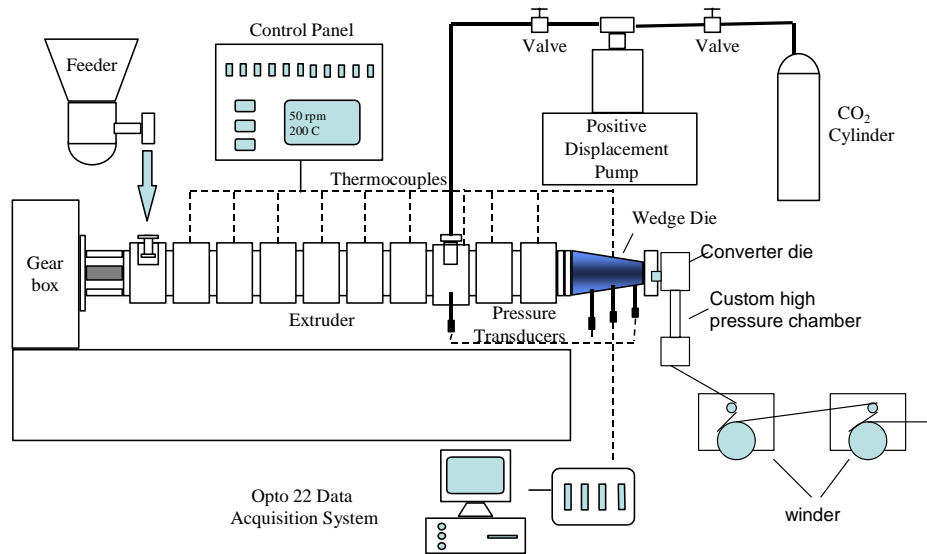 Control Panel
Feeder
Valve
Valve
50 rpm
200 C
Positive
Displacement
Pump
CO2
Cylinder
Thermocouples
Wedge Die
Gear
box
Converter die
Extruder
Pressure
Transducers
Custom high
pressure chamber
Opto 22 Data
Acquisition System
winder